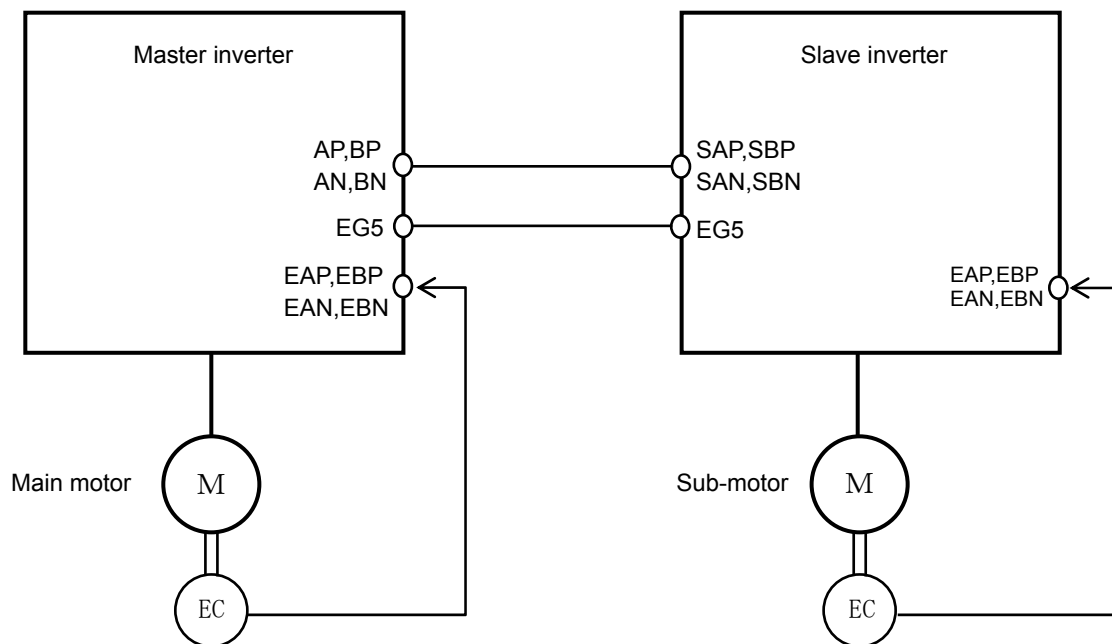 Master inverter
AP,BP
AN,BN
EG5
EAP,EBP
EAN,EBN
Main motor
M
EC
Slave inverter
SAP,SBP
SAN,SBN
EG5
EAP,EBP
EAN,EBN
Sub-motor
M
EC